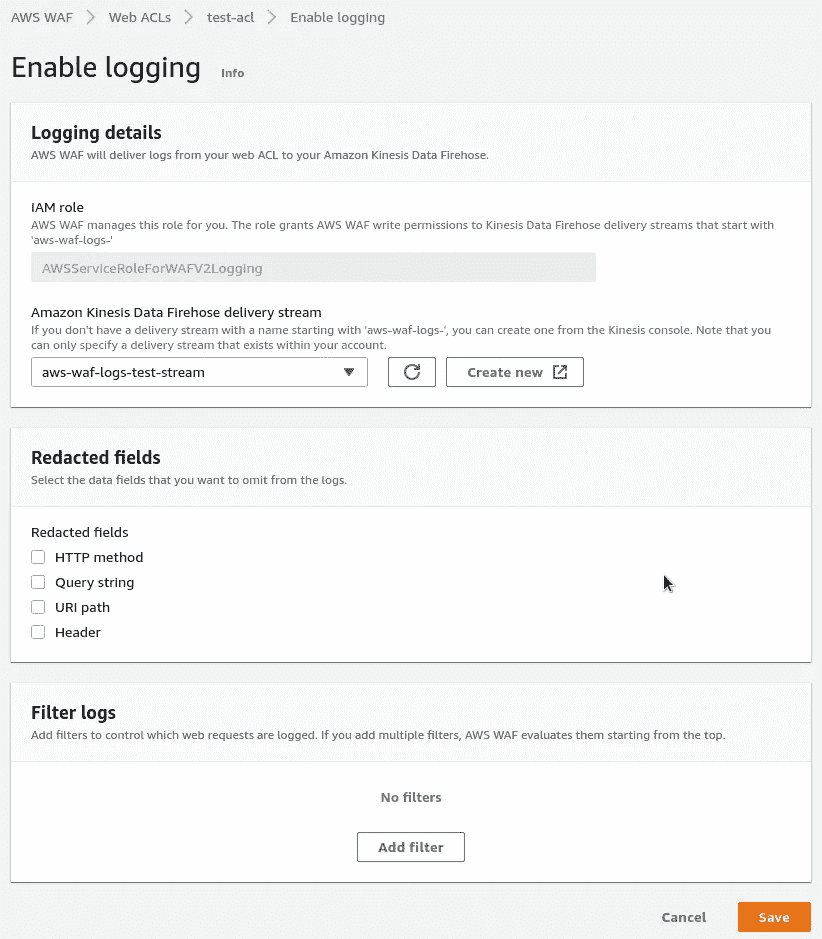 AWS WAF Web ACLs test-acl Enable logging
Enable logging Info
Logging details
AWS WAF will deliver logs from your web ACL to your Amazon Kinesis Data Firehose.
IAM role
AWS WAF manages this role for you. The role grants AWS WAF write permissions to Kinesis Data Firehose delivery streams that start with
'aws-waf-logs-'
AWSServiceRoleForWAFV2Logging
Amazon Kinesis Data Firehose delivery stream
If you don't have a delivery stream with a name starting with 'aws-waf-logs-', you can create one from the Kinesis console. Note that you
can only specify a delivery stream that exists within your account.
aws-waf-logs-test-stream Create new
Redacted fields
Select the data fields that you want to omit from the logs.
Redacted fields
HTTP method
Query string
URI path
Header
Filter logs
Add filters to control which web requests are logged. If you add multiple filters, AWS WAF evaluates them starting from the top.
No filters
Add filter
Cancel Save